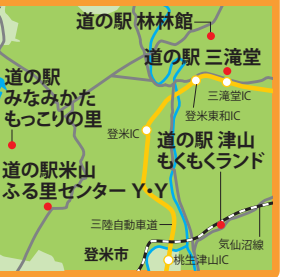 道の駅 林林館
道の駅 三滝堂
三滝堂IC
登米東和IC
道の駅
みなみかた
もっこりの里
登米IC
道の駅 津山
もくもくランド
道の駅米山
ふる里センター Y・Y
三陸自動車道
気仙沼線
登米市
桃生津山IC